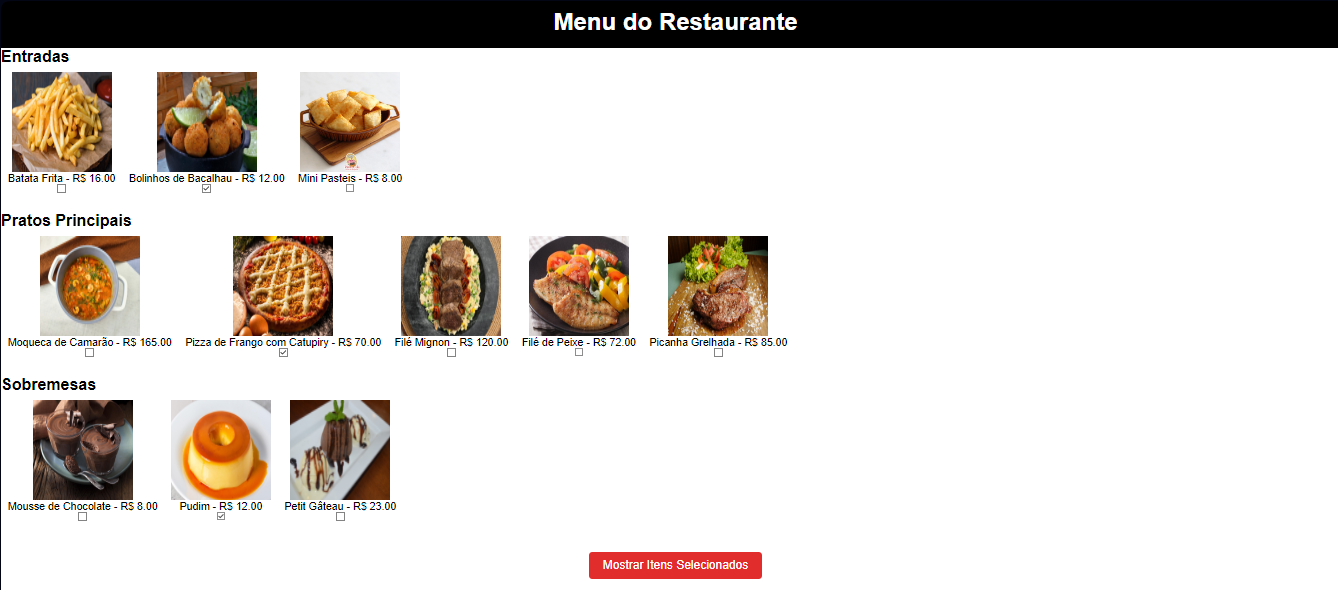 Menu do Restaurante
Entradas
Batata Frita - R$ 16.00
Bolinhos de Bacalhau - R$ 12.00
Mini Pasteis - R$ 8.00
Pratos Principais
Moqueca de Camarão - R$ 165.00
Pizza de Frango com Catupiry - R$ 70.00
Filé Mignon - R$ 120.00
Filé de Peixe - R$ 72.00
Picanha Grelhada - R$ 85.00
Sobremesas
Mousse de Chocolate - R$ 8.00
Pudim - R$ 12.00
Petit Gâteau - R$ 23.00
Mostrar Itens Selecionados